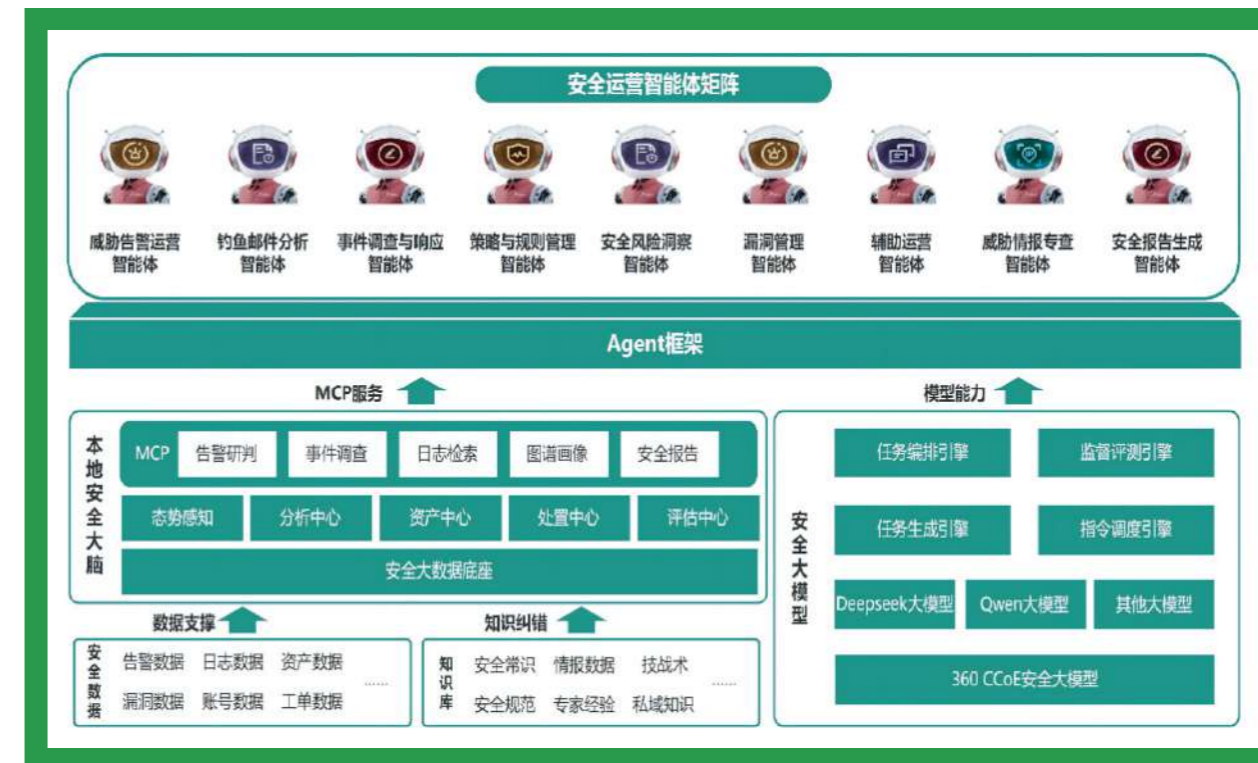 安全运营智能体矩阵
威胁告警运营
智能体
钓鱼邮件分析
智能体
事件调查与响应
智能体
策略与规则管理
智能体
安全风险洞察
智能体
漏洞管理
智能体
辅助运营
智能体
威胁情报专查
智能体
安全报告生成
智能体
Agent框架
MCP服务
模型能力
本地安全大脑
MCP 告警研判 事件调查 日志检索 图谱画像 安全报告
态势感知 分析中心 资产中心 处置中心 评估中心
安全大数据底座
数据支撑
知识纠错
安全数据
告警数据 日志数据 资产数据
漏洞数据 账号数据 工单数据
......
知识库
安全常识 情报数据 技战术
安全规范 专家经验 私域知识
......
安全大模型
任务编排引擎 监督评测引擎
任务生成引擎 指令调度引擎
Deepseek大模型 Qwen大模型 其他大模型
360 CCoE安全大模型